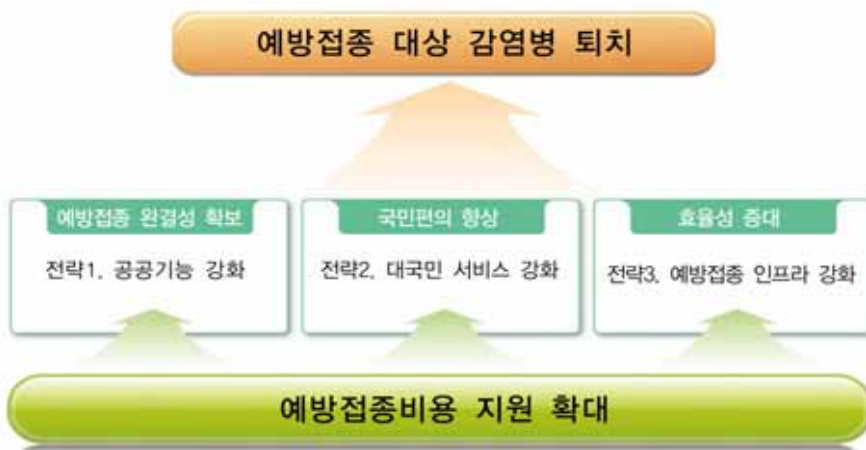 예방접종 대상 감염병 퇴치
예방접종 완결성 확보
전략1. 공공기능 강화
국민편의 향상
전략2. 대국민 서비스 강화
효율성 증대
전략3. 예방접종 인프라 강화
예방접종비용 지원 확대